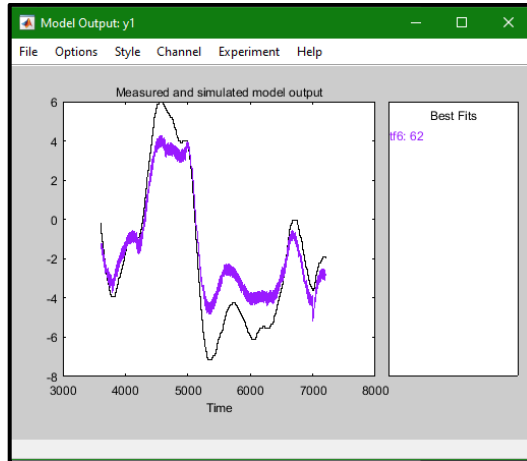 Model Output: y1
File Options Style Channel Experiment Help
Measured and simulated model output
6
4
2
0
-2
-4
-6
-8
3000 4000 5000 6000 7000 8000
Time
Best Fits
tf6: 62